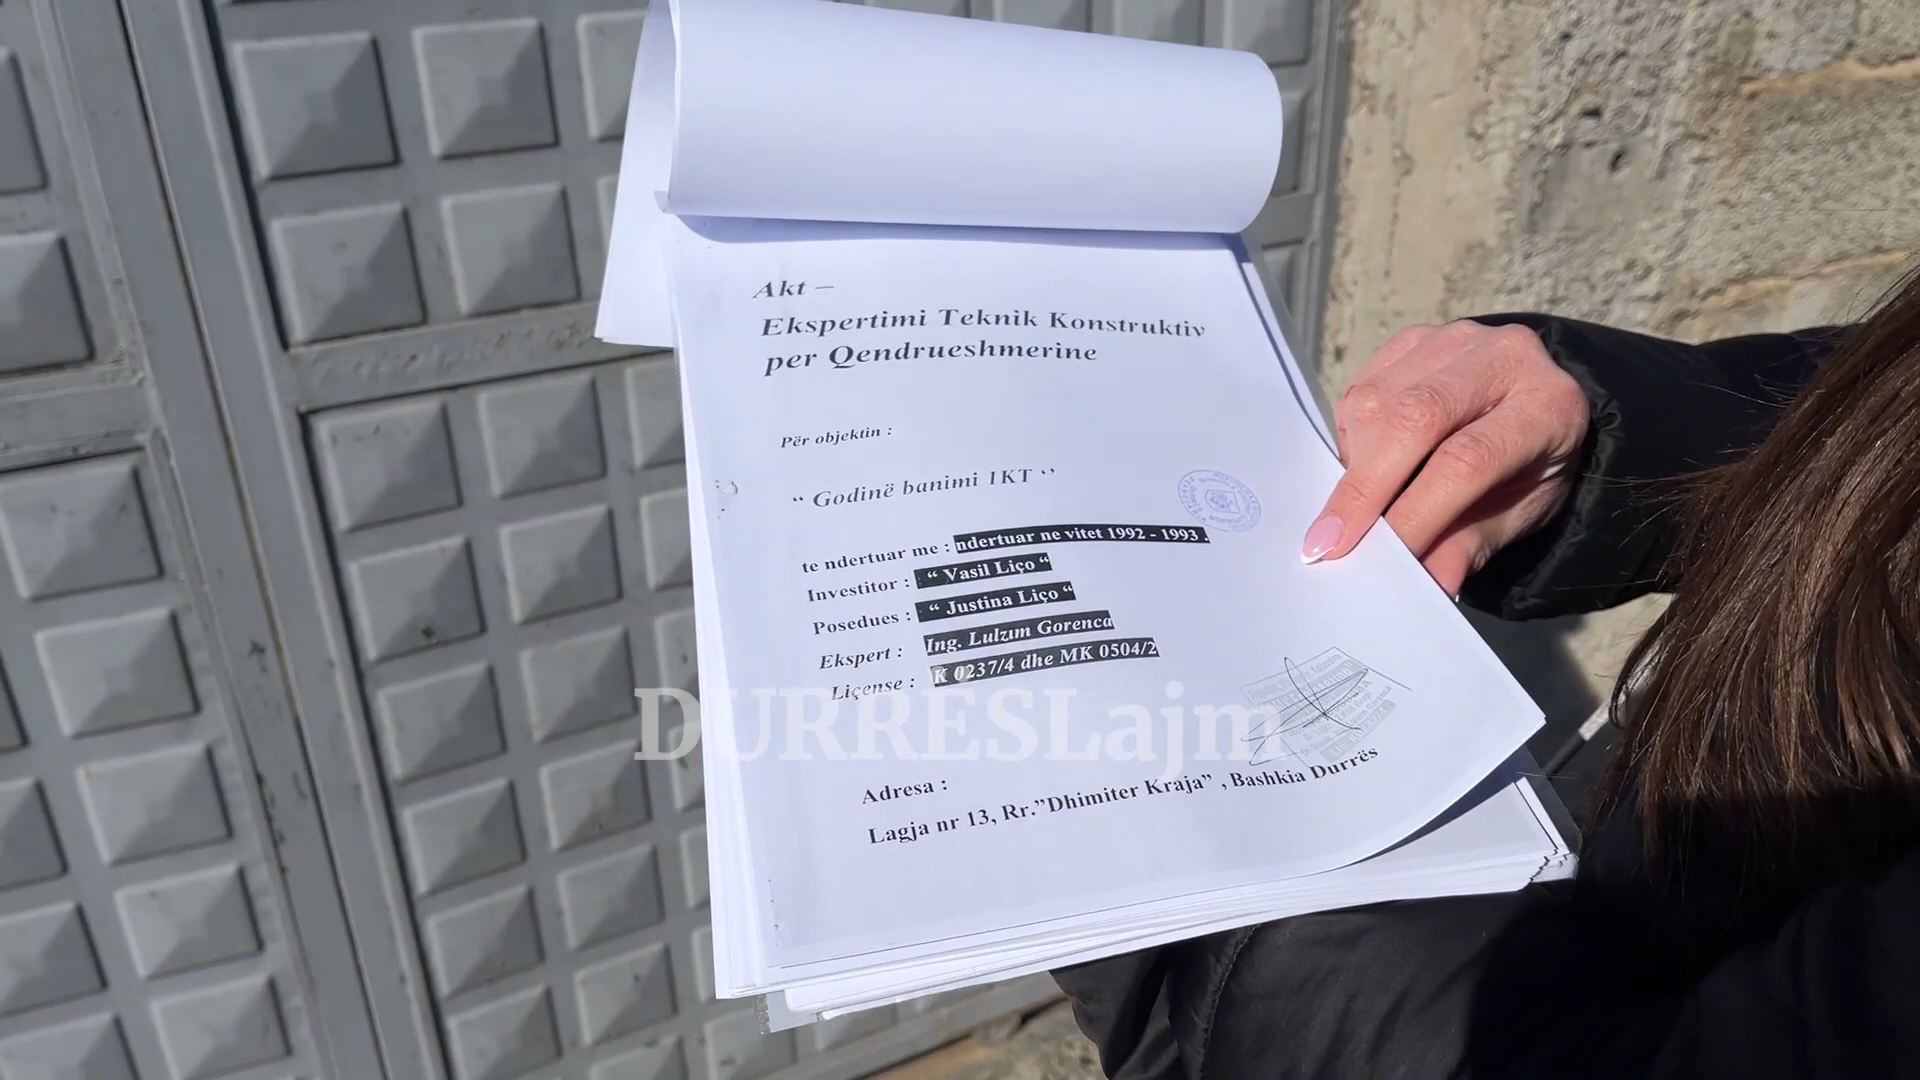 Akt –
Ekspertimi Teknik Konstruktiv
per Qendrueshmerine
Për objektin :
“ Godinë banimi 1KT ‘’
te ndertuar me : ndertuar ne vitet 1992 - 1993 .
Investitor : “ Vasil Liço “
Posedues : “ Justina Liço “
Ekspert : Ing. Lulzim Gorenca
Liçense : K 0237/4 dhe MK 0504/2
DURRESLajm
Adresa :
Lagja nr 13, Rr.”Dhimiter Kraja” , Bashkia Durrës